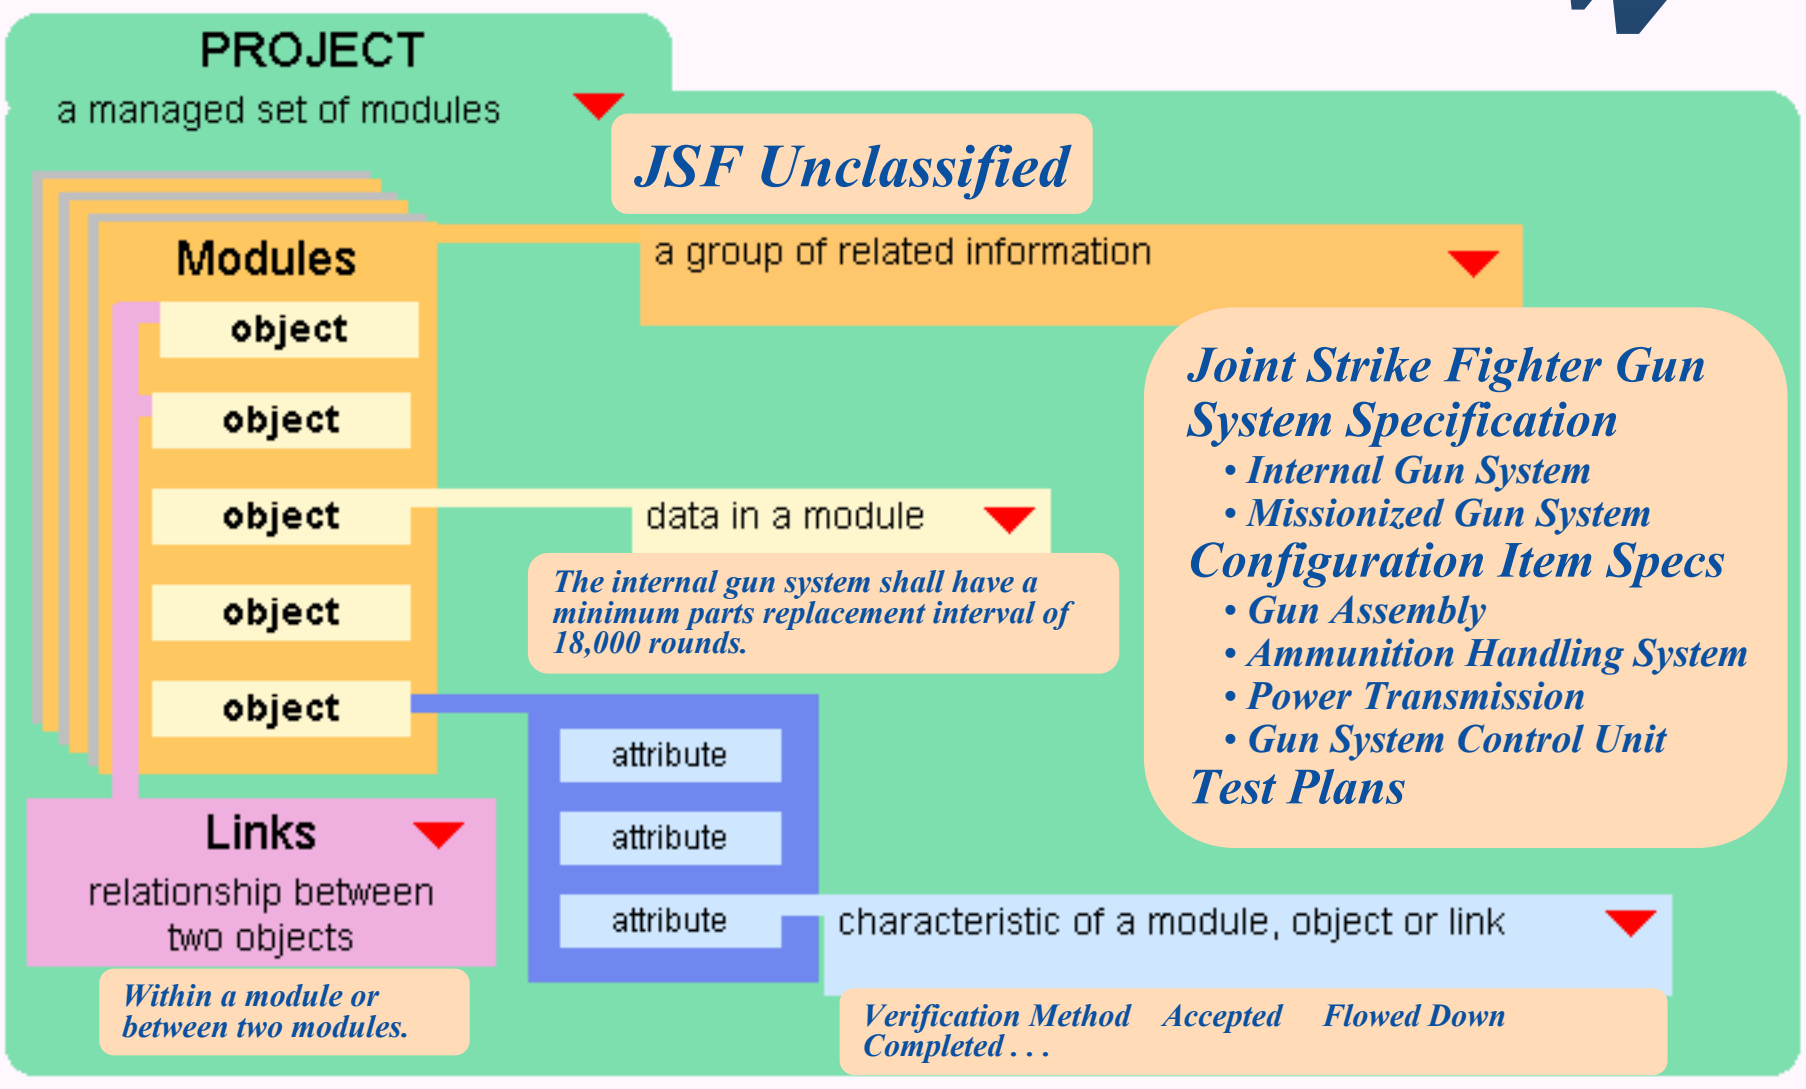 PROJECT
a managed set of modules
JSF Unclassified
Modules
a group of related information
object
object
object
object
object
data in a module
The internal gun system shall have a
minimum parts replacement interval of
18,000 rounds.
Joint Strike Fighter Gun
System Specification
• Internal Gun System
• Missionized Gun System
Configuration Item Specs
• Gun Assembly
• Ammunition Handling System
• Power Transmission
• Gun System Control Unit
Test Plans
attribute
attribute
attribute
characteristic of a module, object or link
Verification Method Accepted Flowed Down
Completed . . .
Links
relationship between
two objects
Within a module or
between two modules.